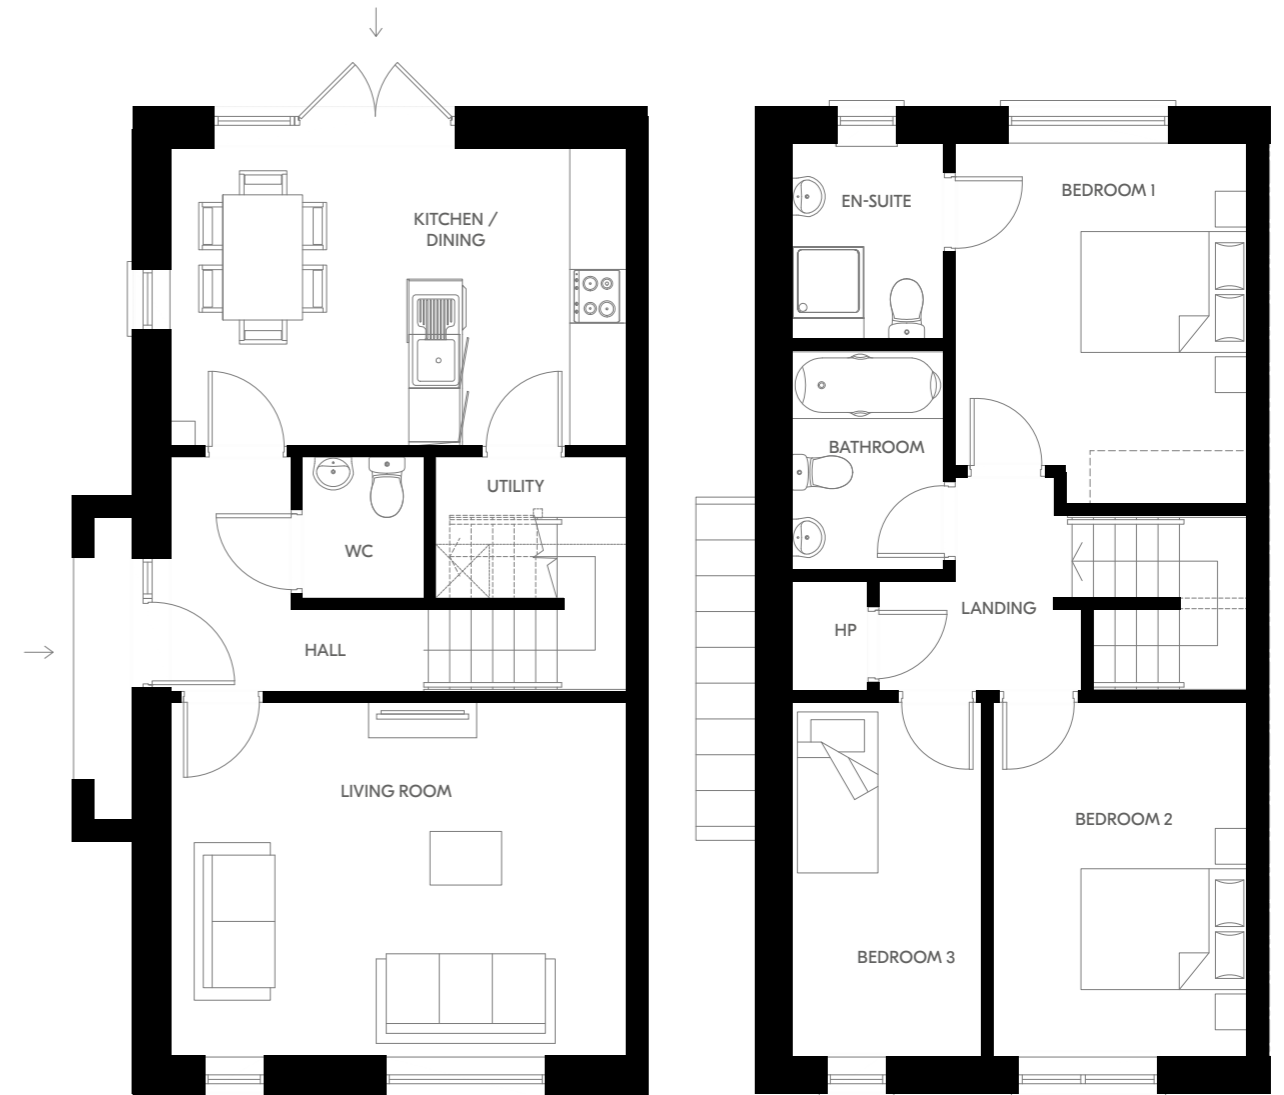 KITCHEN /
DINING
UTILITY
WC
HALL
LIVING ROOM
EN-SUITE
BEDROOM 1
BATHROOM
LANDING
HP
BEDROOM 2
BEDROOM 3